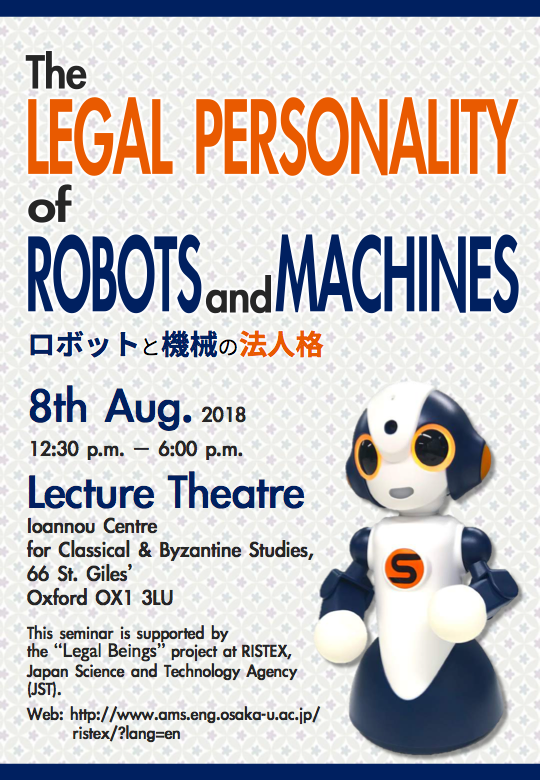 The
LEGAL PERSONALITY
of
ROBOTS and MACHINES
ロボットと機械の法人格
8th Aug. 2018
12:30 p.m. — 6:00 p.m.
Lecture Theatre
Ioannou Centre
for Classical & Byzantine Studies,
66 St. Giles’
Oxford OX1 3LU
This seminar is supported by
the “Legal Beings” project at RISTEX,
Japan Science and Technology Agency
(JST).
Web: http://www.ams.eng.osaka-u.ac.jp/
ristex/?lang=en
S